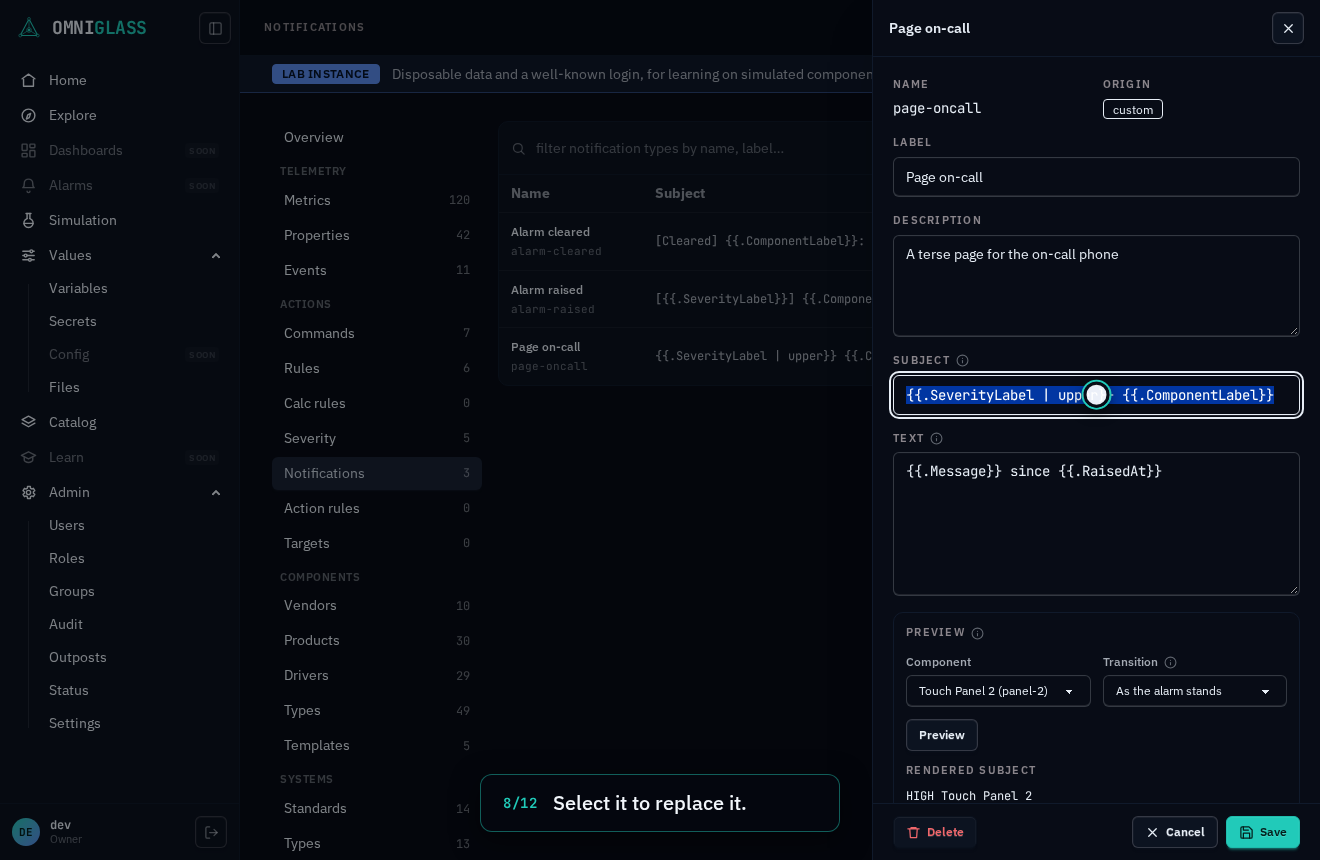 OMNIGLASS
Home
Explore
Dashboards SOON
Alarms SOON
Simulation
Values
Variables
Secrets
Config SOON
Files
Catalog
Learn SOON
Admin
Users
Roles
Groups
Audit
Outposts
Status
Settings
DE
dev
Owner
NOTIFICATIONS
LAB INSTANCE Disposable data and a well-known login, for learning on simulated componen
Overview
TELEMETRY
Metrics 120
Properties 42
Events 11
ACTIONS
Commands 7
Rules 6
Calc rules 0
Severity 5
Notifications 3
Action rules 0
Targets 0
COMPONENTS
Vendors 10
Products 30
Drivers 29
Types 49
Templates 5
SYSTEMS
Standards 14
Types 13
filter notification types by name, label...
Name Subject
Alarm cleared
alarm-cleared
[Cleared] {{.ComponentLabel}}:
Alarm raised
alarm-raised
[{{.SeverityLabel}}] {{.Compone
Page on-call
page-oncall
{{.SeverityLabel | upper}} {{.C
8/12 Select it to replace it.
Page on-call
NAME ORIGIN
page-oncall custom
LABEL
Page on-call
DESCRIPTION
A terse page for the on-call phone
SUBJECT
{{.SeverityLabel | upp {{.ComponentLabel}}
TEXT
{{.Message}} since {{.RaisedAt}}
PREVIEW
Component Transition
Touch Panel 2 (panel-2) As the alarm stands
Preview
RENDERED SUBJECT
HIGH Touch Panel 2
Delete Cancel Save